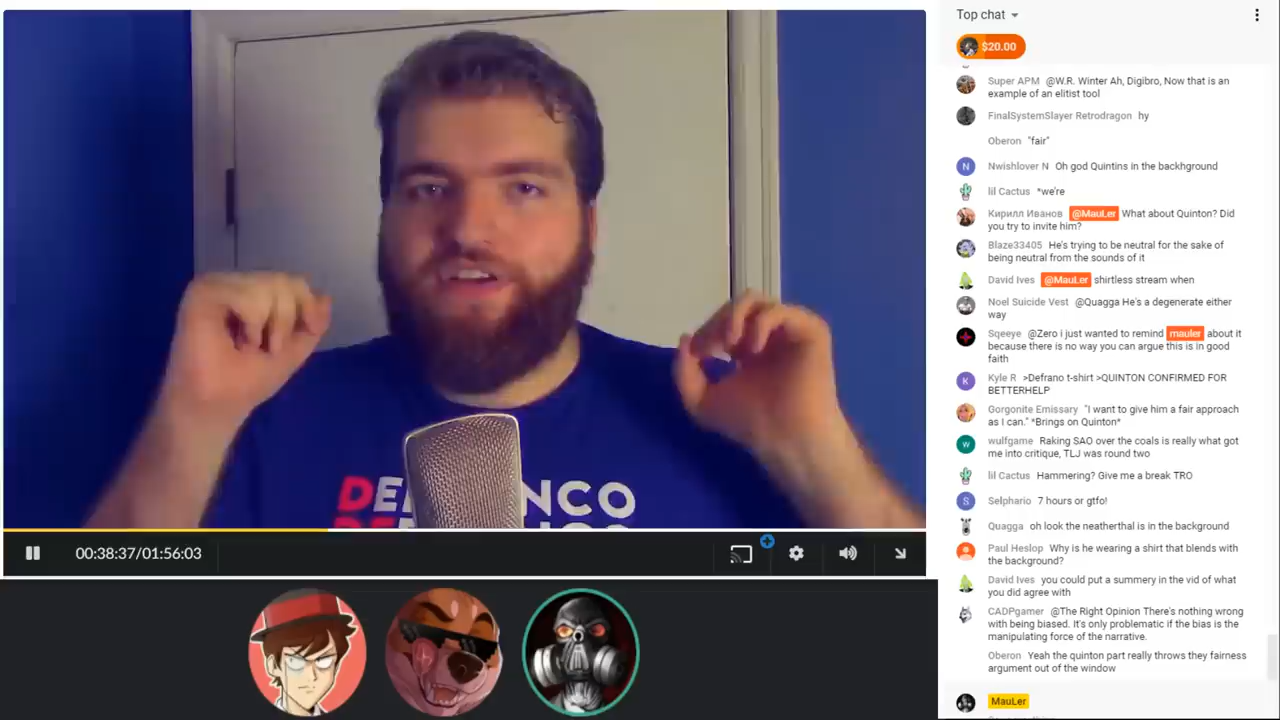 Top chat
$20.00
Super APM @W.R. Winter Ah, Digibro, Now that is an
example of an elitist tool
FinalSystemSlayer Retrodragon hy
Oberon "fair"
N Nwishlover N Oh god Quintins in the backhground
lil Cactus *we're
Кирилл Иванов @MauLer What about Quinton? Did
you try to invite him?
Blaze33405 He's trying to be neutral for the sake of
being neutral from the sounds of it
David Ives @MauLer shirtless stream when
Noel Suicide Vest @Quagga He's a degenerate either
way
Sqeeye @Zero i just wanted to remind mauler about it
because there is no way you can argue this is in good
faith
K Kyle R >Defrano t-shirt >QUINTON CONFIRMED FOR
BETTERHELP
Gorgonite Emissary "I want to give him a fair approach
as I can." *Brings on Quinton*
w wulfgame Raking SAO over the coals is really what got
me into critique, TLJ was round two
lil Cactus Hammering? Give me a break TRO
S Selphario 7 hours or gtfo!
Quagga oh look the neatherthal is in the background
Paul Heslop Why is he wearing a shirt that blends with
the background?
David Ives you could put a summery in the vid of what
you did agree with
CADPgamer @The Right Opinion There's nothing wrong
with being biased. It's only problematic if the bias is the
manipulating force of the narrative.
Oberon Yeah the quinton part really throws they fairness
argument out of the window
MauLer
DE NCO
00:38:37/01:56:03